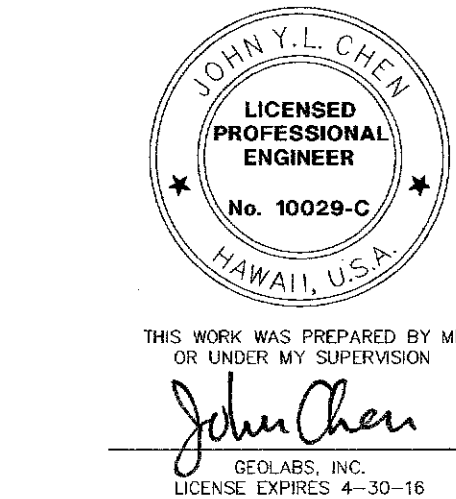 JOHN Y.L. CHEN
LICENSED
PROFESSIONAL
ENGINEER
No. 10029-C
HAWAII, U.S.A.
THIS WORK WAS PREPARED BY
OR UNDER MY SUPERVISION
John Chen
GEOLABS, INC.
LICENSE EXPIRES 4-30-16